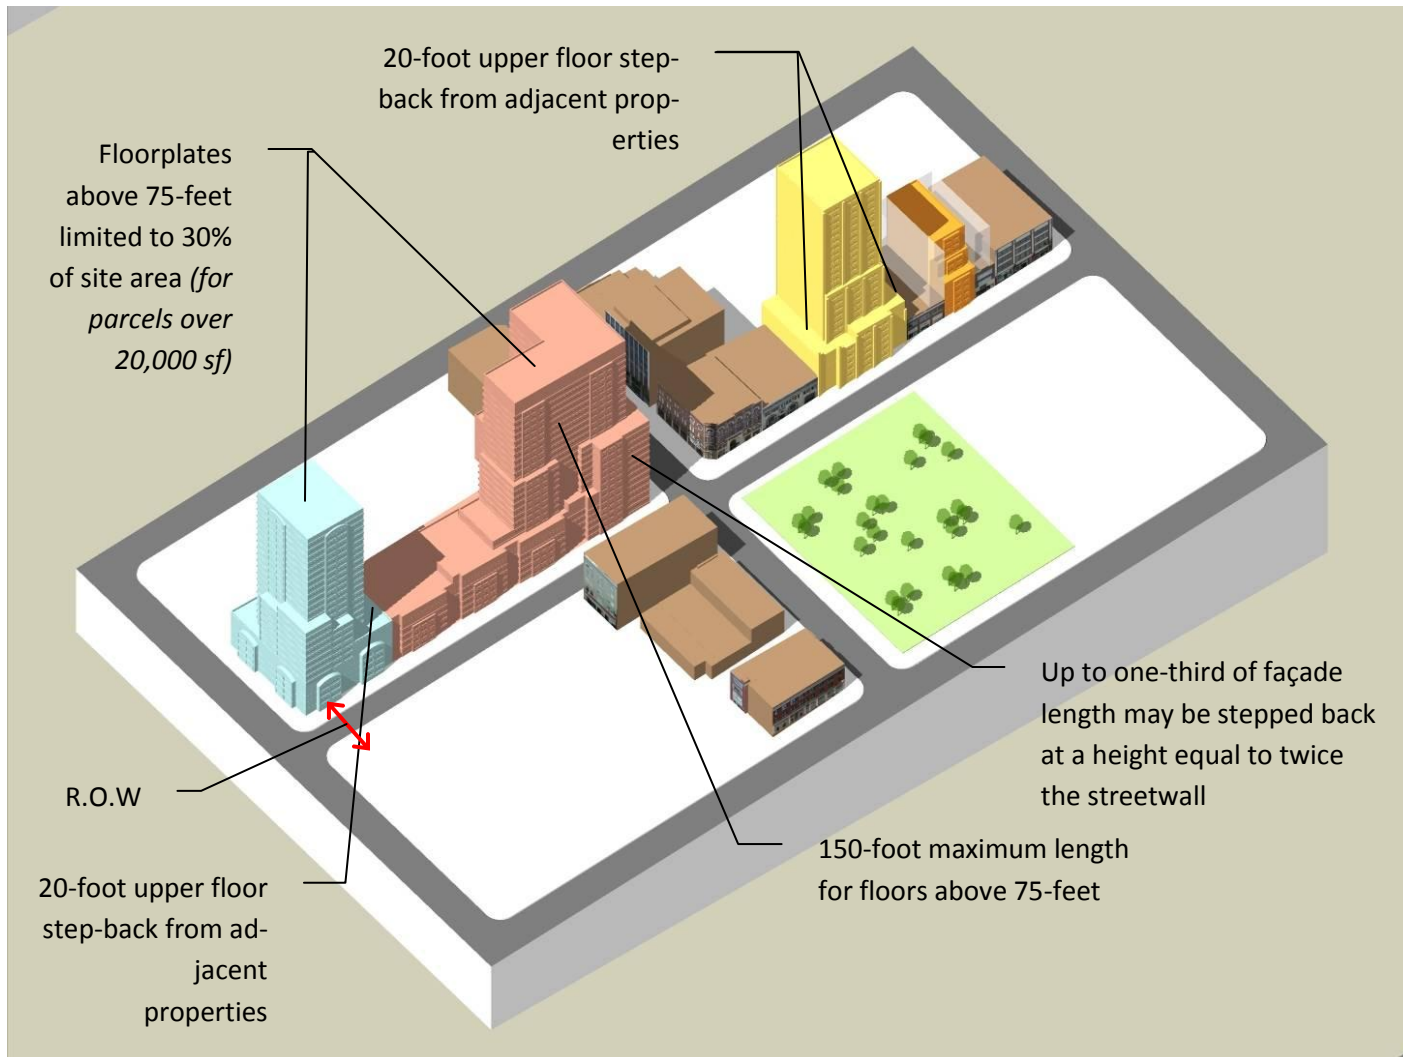 20-foot upper floor step-
back from adjacent prop-
erties
Floorplates
above 75-feet
limited to 30%
of site area (for
parcels over
20,000 sf)
Up to one-third of façade
length may be stepped back
at a height equal to twice
the streetwall
R.O.W
150-foot maximum length
for floors above 75-feet
20-foot upper floor
step-back from ad-
jacent
properties